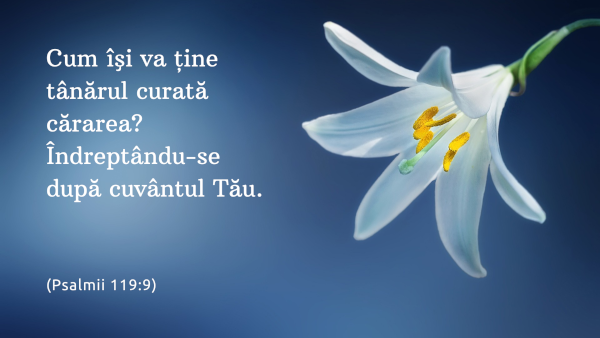 Cum îşi va ține
tânărul curată
cărarea?
Îndreptându-se
după cuvântul Tău.
(Psalmii 119:9)